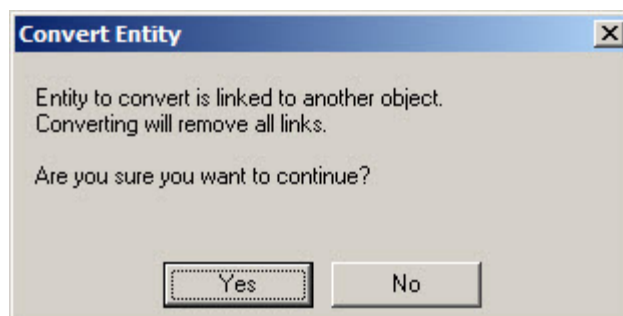 Convert Entity
Entity to convert is linked to another object.
Converting will remove all links.
Are you sure you want to continue?
Yes No